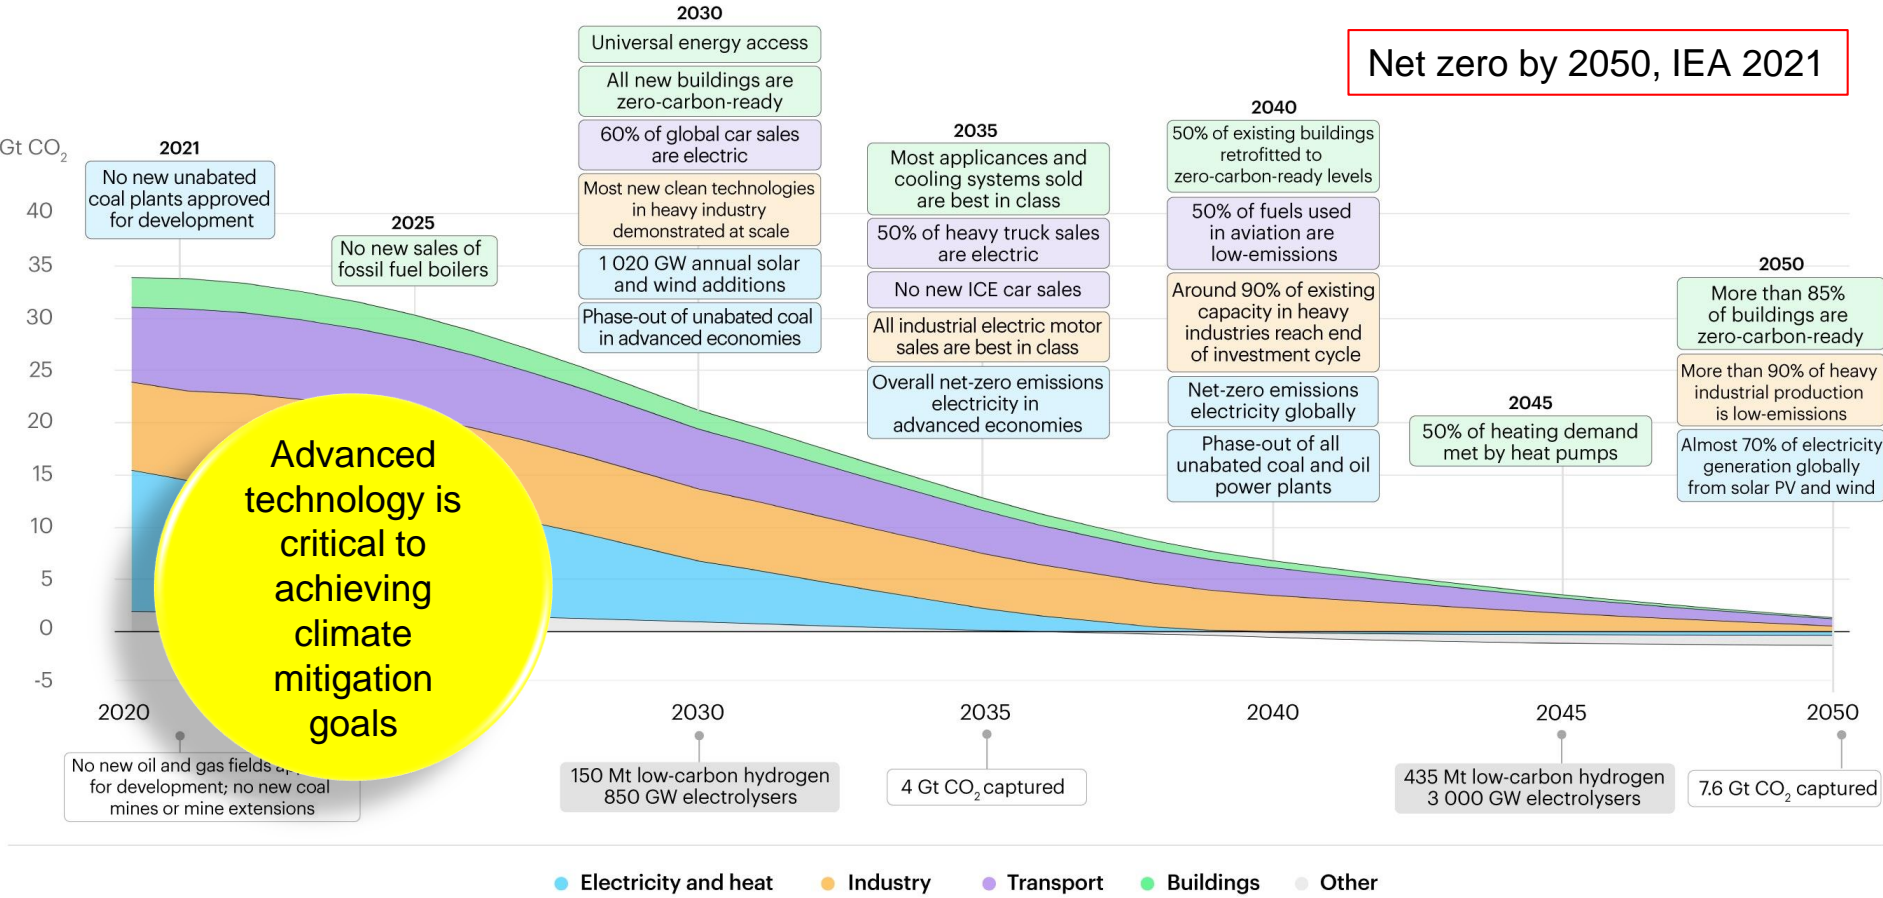 Net zero by 2050, IEA 2021
Gt CO2
40
35
30
25
20
15
10
5
0
-5
2021
No new unabated
coal plants approved
for development
2025
No new sales of
fossil fuel boilers
2030
Universal energy access
All new buildings are
zero-carbon-ready
60% of global car sales
are electric
Most new clean technologies
in heavy industry
demonstrated at scale
1 020 GW annual solar
and wind additions
Phase-out of unabated coal
in advanced economies
2035
Most applicances and
cooling systems sold
are best in class
50% of heavy truck sales
are electric
No new ICE car sales
All industrial electric motor
sales are best in class
Overall net-zero emissions
electricity in
advanced economies
2040
50% of existing buildings
retrofitted to
zero-carbon-ready levels
50% of fuels used
in aviation are
low-emissions
Around 90% of existing
capacity in heavy
industries reach end
of investment cycle
Net-zero emissions
electricity globally
Phase-out of all
unabated coal and oil
power plants
2045
50% of heating demand
met by heat pumps
2050
More than 85%
of buildings are
zero-carbon-ready
More than 90% of heavy
industrial production
is low-emissions
Almost 70% of electricity
generation globally
from solar PV and wind
Advanced
technology is
critical to
achieving
climate
mitigation
goals
2020
2030
2035
2040
2045
2050
No new oil and gas fields
for development; no new coal
mines or mine extensions
150 Mt low-carbon hydrogen
850 GW electrolysers
4 Gt CO2 captured
435 Mt low-carbon hydrogen
3 000 GW electrolysers
7.6 Gt CO2 captured
Electricity and heat
Industry
Transport
Buildings
Other